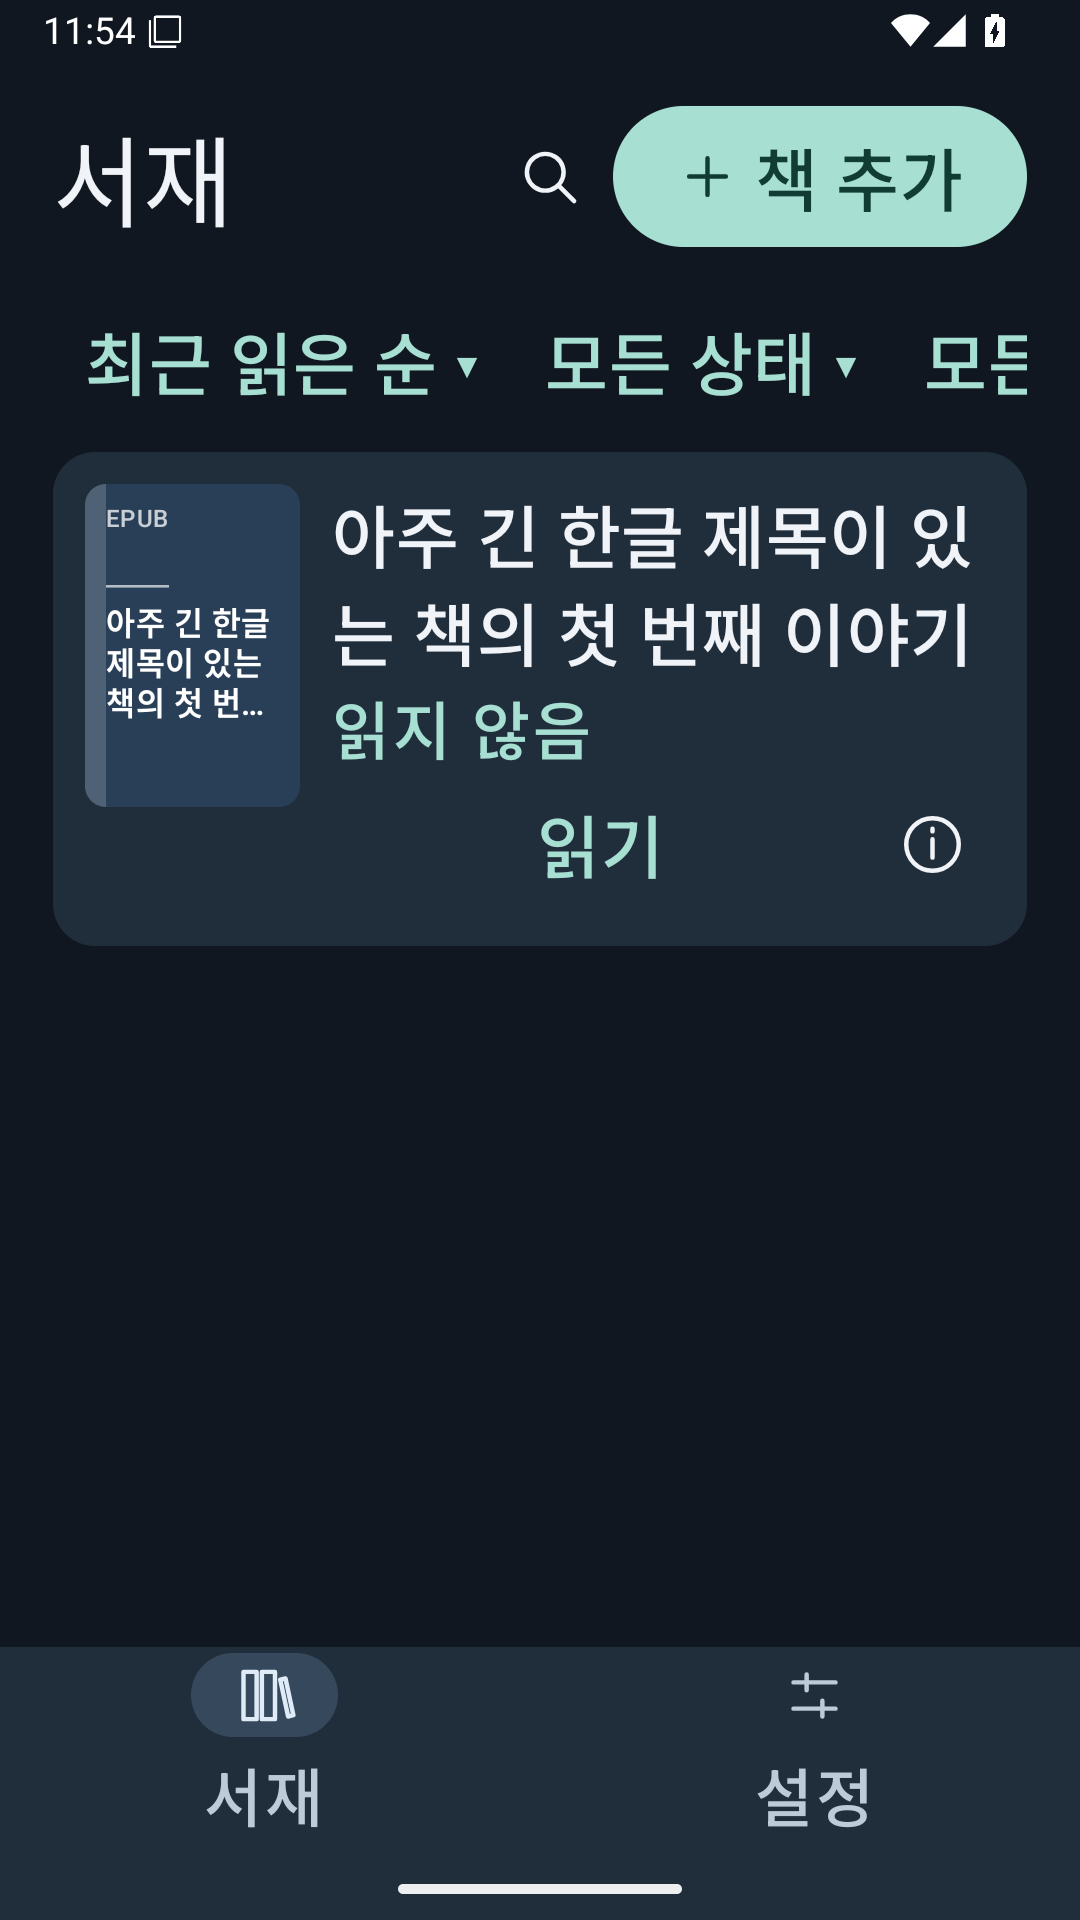 11:54
서재
책 추가
최근 읽은 순 ▾ 모든 상태 ▾ 모든
EPUB
아주 긴 한글
제목이 있는
책의 첫 번...
아주 긴 한글 제목이 있
는 책의 첫 번째 이야기
읽지 않음
읽기
서재 설정